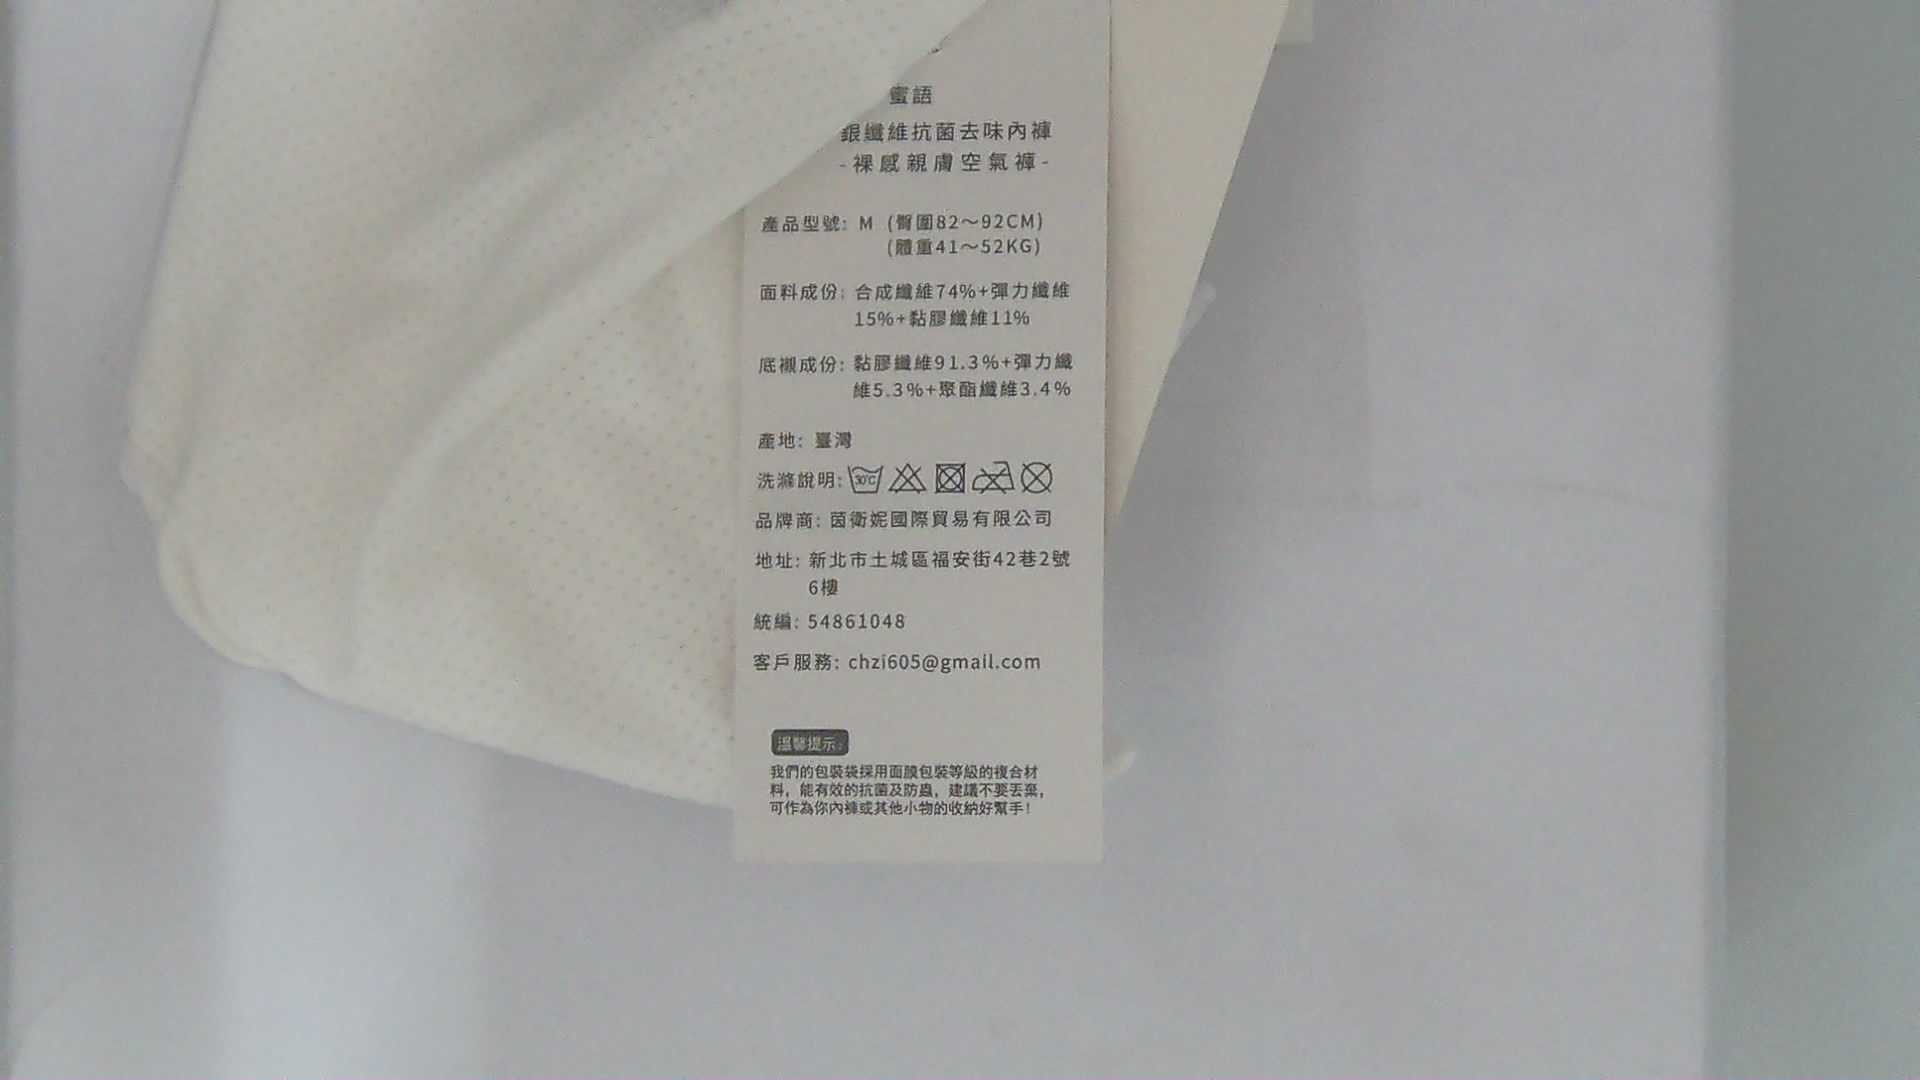 蜜語
銀纖維抗菌去味內褲
-裸感親膚空氣褲-
產品型號: M (臀圍82～92CM)
(體重41～52KG)
面料成份: 合成纖維74%+彈力纖維
15%+黏膠纖維11%
底襯成份: 黏膠纖維91.3%+彈力纖
維5.3%+聚酯纖維3.4%
產地: 臺灣
洗滌說明: 30℃
品牌商: 茵衛妮國際貿易有限公司
地址: 新北市土城區福安街42巷2號
6樓
統編: 54861048
客戶服務: chzi605@gmail.com
溫馨提示:
我們的包裝袋採用面膜包裝等級的複合材
料，能有效的抗菌及防蟲，建議不要丟棄，
可作為你內褲或其他小物的收納好幫手!